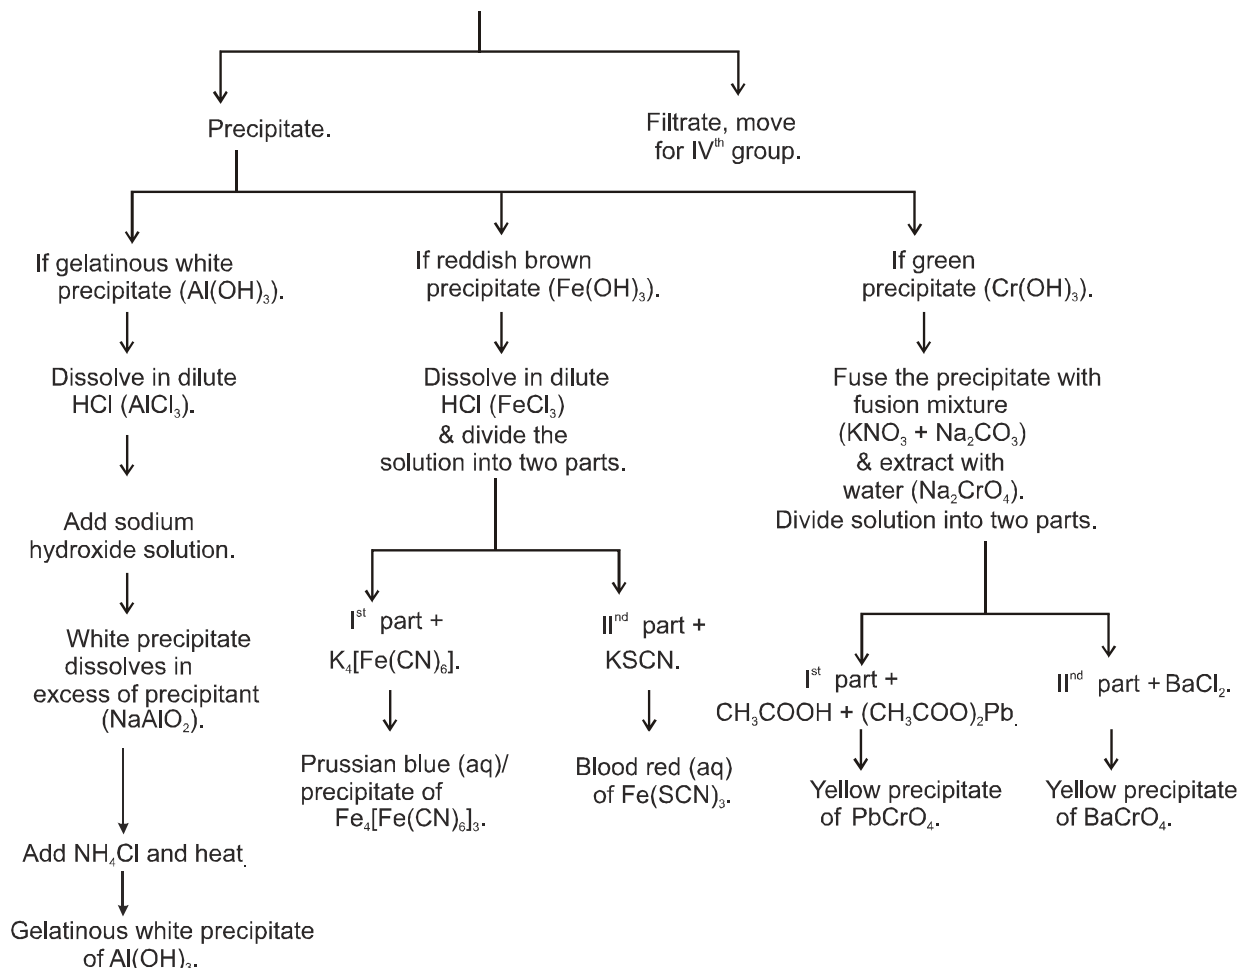 Precipitate.
Filtrate, move
for IVth group.
If gelatinous white
precipitate (Al(OH)3).
Dissolve in dilute
HCl (AlCl3).
Add sodium
hydroxide solution.
White precipitate
dissolves in
excess of precipitant
(NaAlO2).
Add NH4Cl and heat.
Gelatinous white precipitate
of Al(OH)3.
If reddish brown
precipitate (Fe(OH)3).
Dissolve in dilute
HCl (FeCl3)
& divide the
solution into two parts.
Ist part +
K4[Fe(CN)6].
Prussian blue (aq)/
precipitate of
Fe4[Fe(CN)6]3.
IInd part +
KSCN.
Blood red (aq)
of Fe(SCN)3.
If green
precipitate (Cr(OH)3).
Fuse the precipitate with
fusion mixture
(KNO3 + Na2CO3)
& extract with
water (Na2CrO4).
Divide solution into two parts.
Ist part +
CH3COOH + (CH3COO)2Pb.
Yellow precipitate
of PbCrO4.
IInd part + BaCl2.
Yellow precipitate
of BaCrO4.